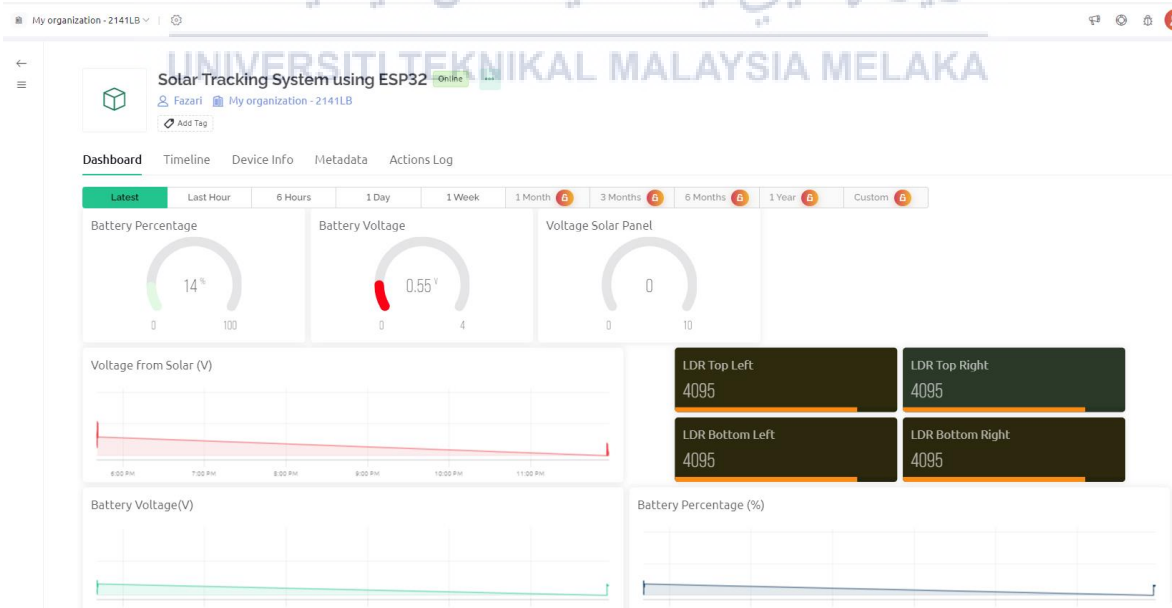 My organization - 2141LB
UNIVERSITI TEKNIKAL MALAYSIA MELAKA
Solar Tracking System using ESP32 Online ...
Fazari My organization - 2141LB
Add Tag
Dashboard Timeline Device Info Metadata Actions Log
Latest Last Hour 6 Hours 1 Day 1 Week 1 Month 3 Months 6 Months 1 Year Custom
Battery Percentage Battery Voltage Voltage Solar Panel
14 % 0.55 V 0
0 100 0 4 0 10
Voltage from Solar (V)
6:00 PM 7:00 PM 8:00 PM 9:00 PM 10:00 PM 11:00 PM
LDR Top Left LDR Top Right
4095 4095
LDR Bottom Left LDR Bottom Right
4095 4095
Battery Voltage(V) Battery Percentage (%)